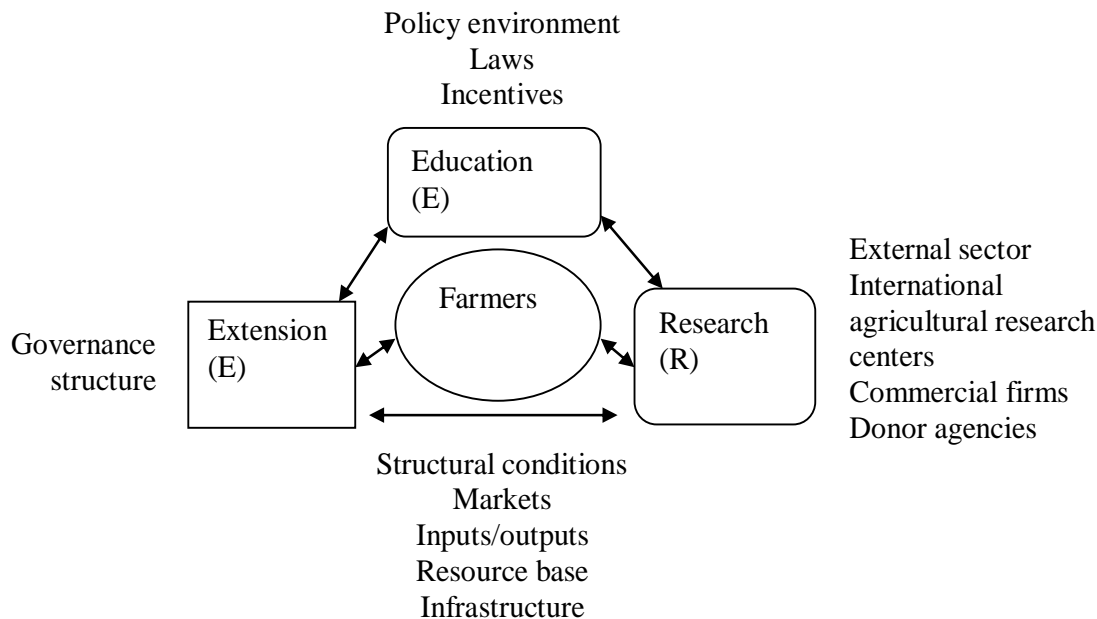 Policy environment
Laws
Incentives
Education
(E)
Farmers
Extension
(E)
Research
(R)
Governance
structure
External sector
International
agricultural research
centers
Commercial firms
Donor agencies
Structural conditions
Markets
Inputs/outputs
Resource base
Infrastructure